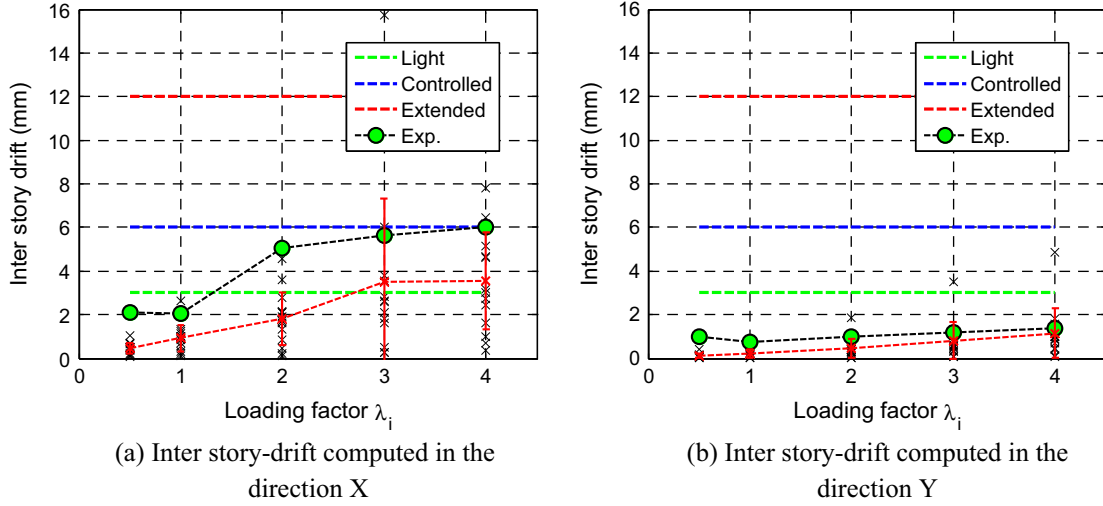 16
14
12
10
8
6
4
2
0
0
1
2
3
4
Inter story drift (mm)
Loading factor λi
Light
Controlled
Extended
Exp.
(a) Inter story-drift computed in the
direction X
16
14
12
10
8
6
4
2
0
0
1
2
3
4
Inter story drift (mm)
Loading factor λi
Light
Controlled
Extended
Exp.
(b) Inter story-drift computed in the
direction Y